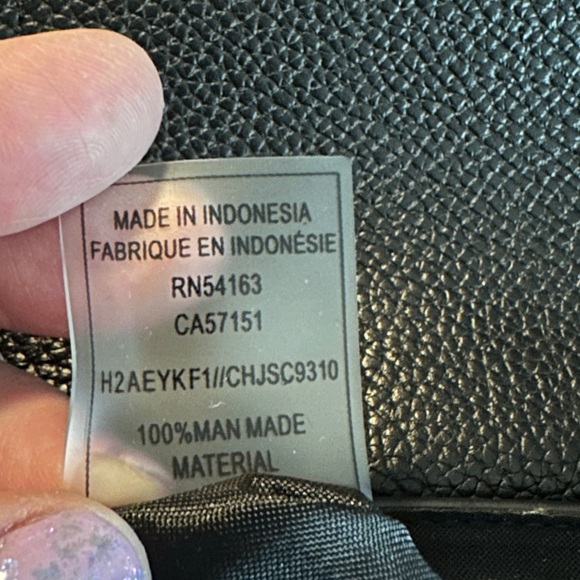 MADE IN INDONESIA
FABRIQUE EN INDONÉSIE
RN54163
CA57151
H2AEYKF1//CHJSC9310
100%MAN MADE
MATERIAL